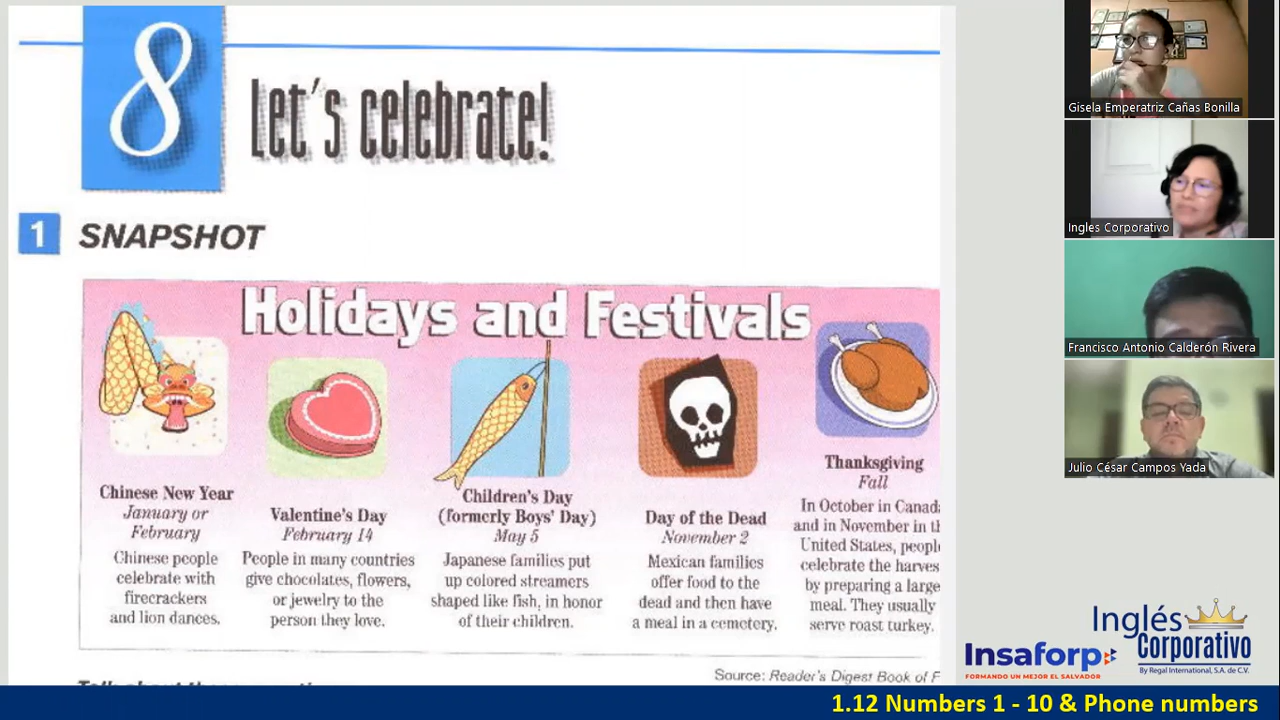 8
Let's celebrate!
1 SNAPSHOT
Holidays and Festivals
Chinese New Year
January or
February
Chinese people
celebrate with
firecrackers
and lion dances.
Valentine's Day
February 14
People in many countries
give chocolates, flowers,
or jewelry to the
person they love.
Children's Day
(formerly Boys' Day)
May 5
Japanese families put
up colored streamers
shaped like fish, in honor
of their children.
Day of the Dead
November 2
Mexican families
offer food to the
dead and then have
a meal in a cemetery.
Thanksgiving
Fall
In October in Canad
and in November in th
United States, peopl
celebrate the harves
by preparing a large
meal. They usually
serve roast turkey.
Source: Reader's Digest Book of F
Gisela Emperatriz Cañas Bonilla
Ingles Corporativo
Francisco Antonio Calderón Rivera
Julio César Campos Yada
Insaforp
FORMANDO UN MEJOR EL SALVADOR
Inglés
Corporativo
By Regal International, S.A. de C.V.
1.12 Numbers 1 - 10 & Phone numbers